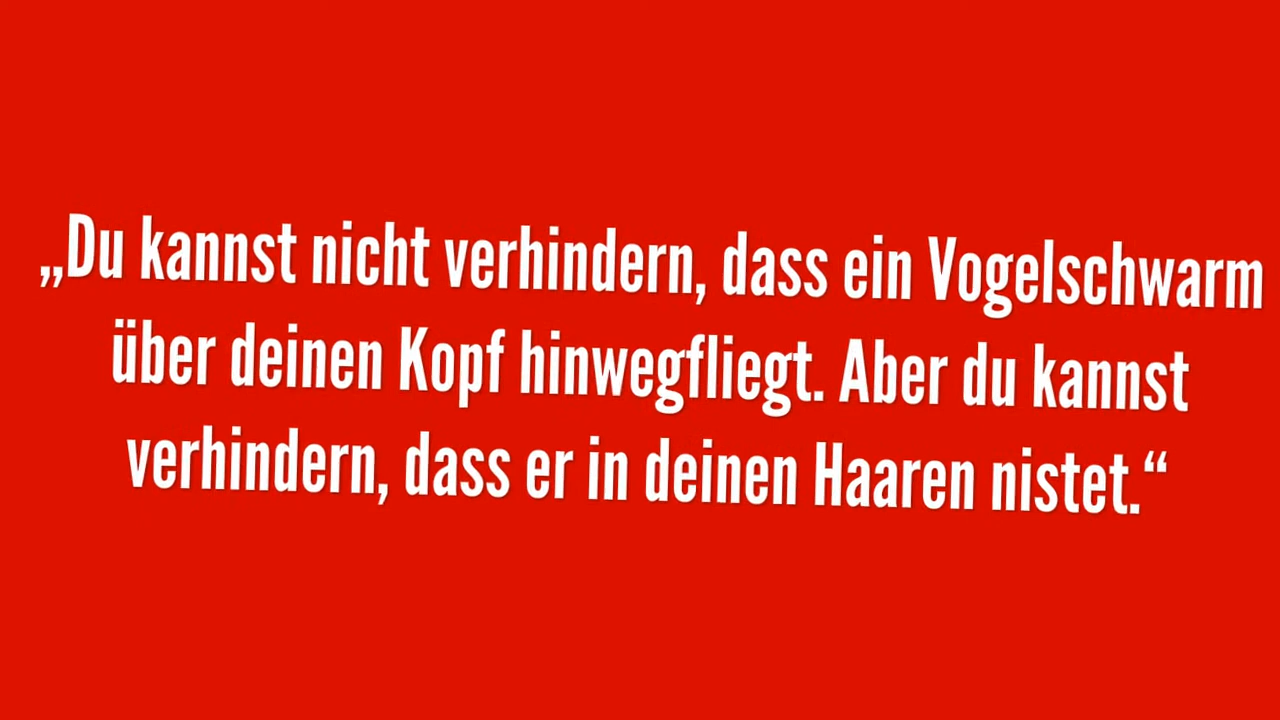 „Du kannst nicht verhindern, dass ein Vogelschwarm
über deinen Kopf hinwegfliegt. Aber du kannst
verhindern, dass er in deinen Haaren nistet.“